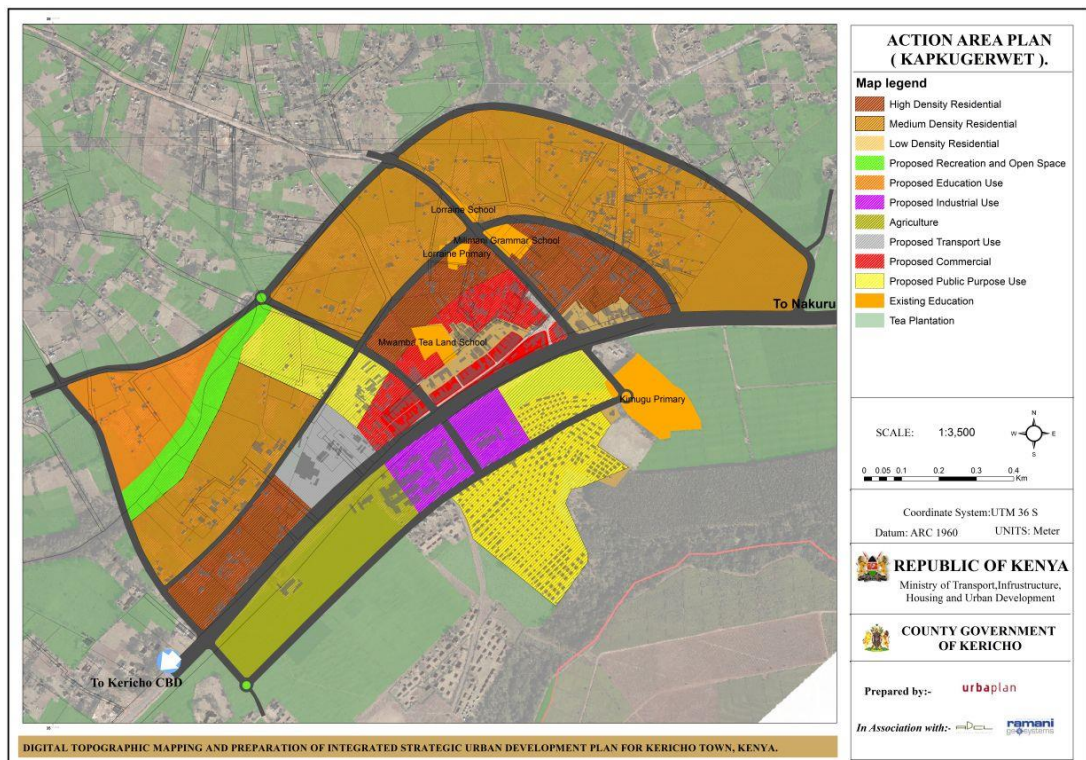 ACTION AREA PLAN
( KAPKUGERWET ).
Map legend
High Density Residential
Medium Density Residential
Low Density Residential
Proposed Recreation and Open Space
Proposed Education Use
Proposed Industrial Use
Agriculture
Proposed Transport Use
Proposed Commercial
Proposed Public Purpose Use
Existing Education
Tea Plantation
Lorraine School
Milimani Grammar School
Lorraine Primary
To Nakuru
Mwambo Tea Land School
Kuhugu Primary
To Kericho CBD
SCALE: 1:3,500
N
W E
S
0 0.05 0.1 0.2 0.3 0.4
Km
Coordinate System:UTM 36 S
Datum: ARC 1960 UNITS: Meter
REPUBLIC OF KENYA
Ministry of Transport,Infrustructure,
Housing and Urban Development
COUNTY GOVERNMENT
OF KERICHO
Prepared by:- urbaplan
In Association with:- ADCL ramani
geosystems
DIGITAL TOPOGRAPHIC MAPPING AND PREPARATION OF INTEGRATED STRATEGIC URBAN DEVELOPMENT PLAN FOR KERICHO TOWN, KENYA.